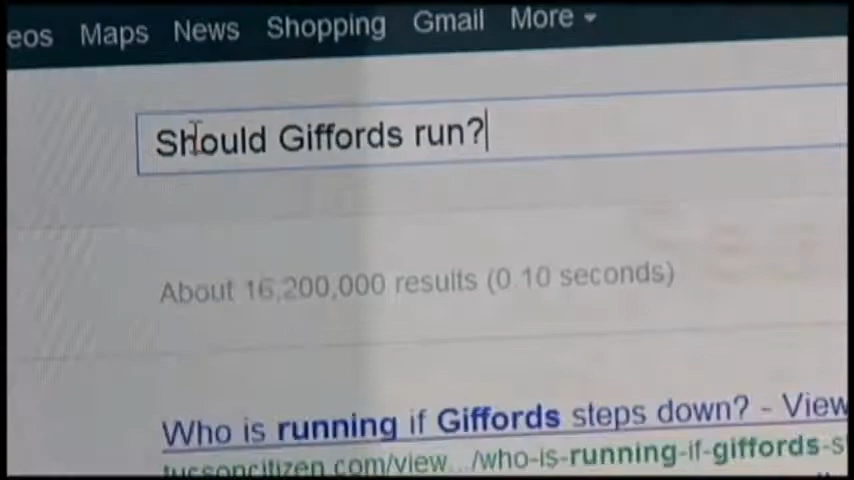 eos Maps News Shopping Gmail More
Should Giffords run?
About 16,200,000 results (0.10 seconds)
Who is running if Giffords steps down? - View
tucsoncitizen.com/view.../who-is-running-if-giffords-s